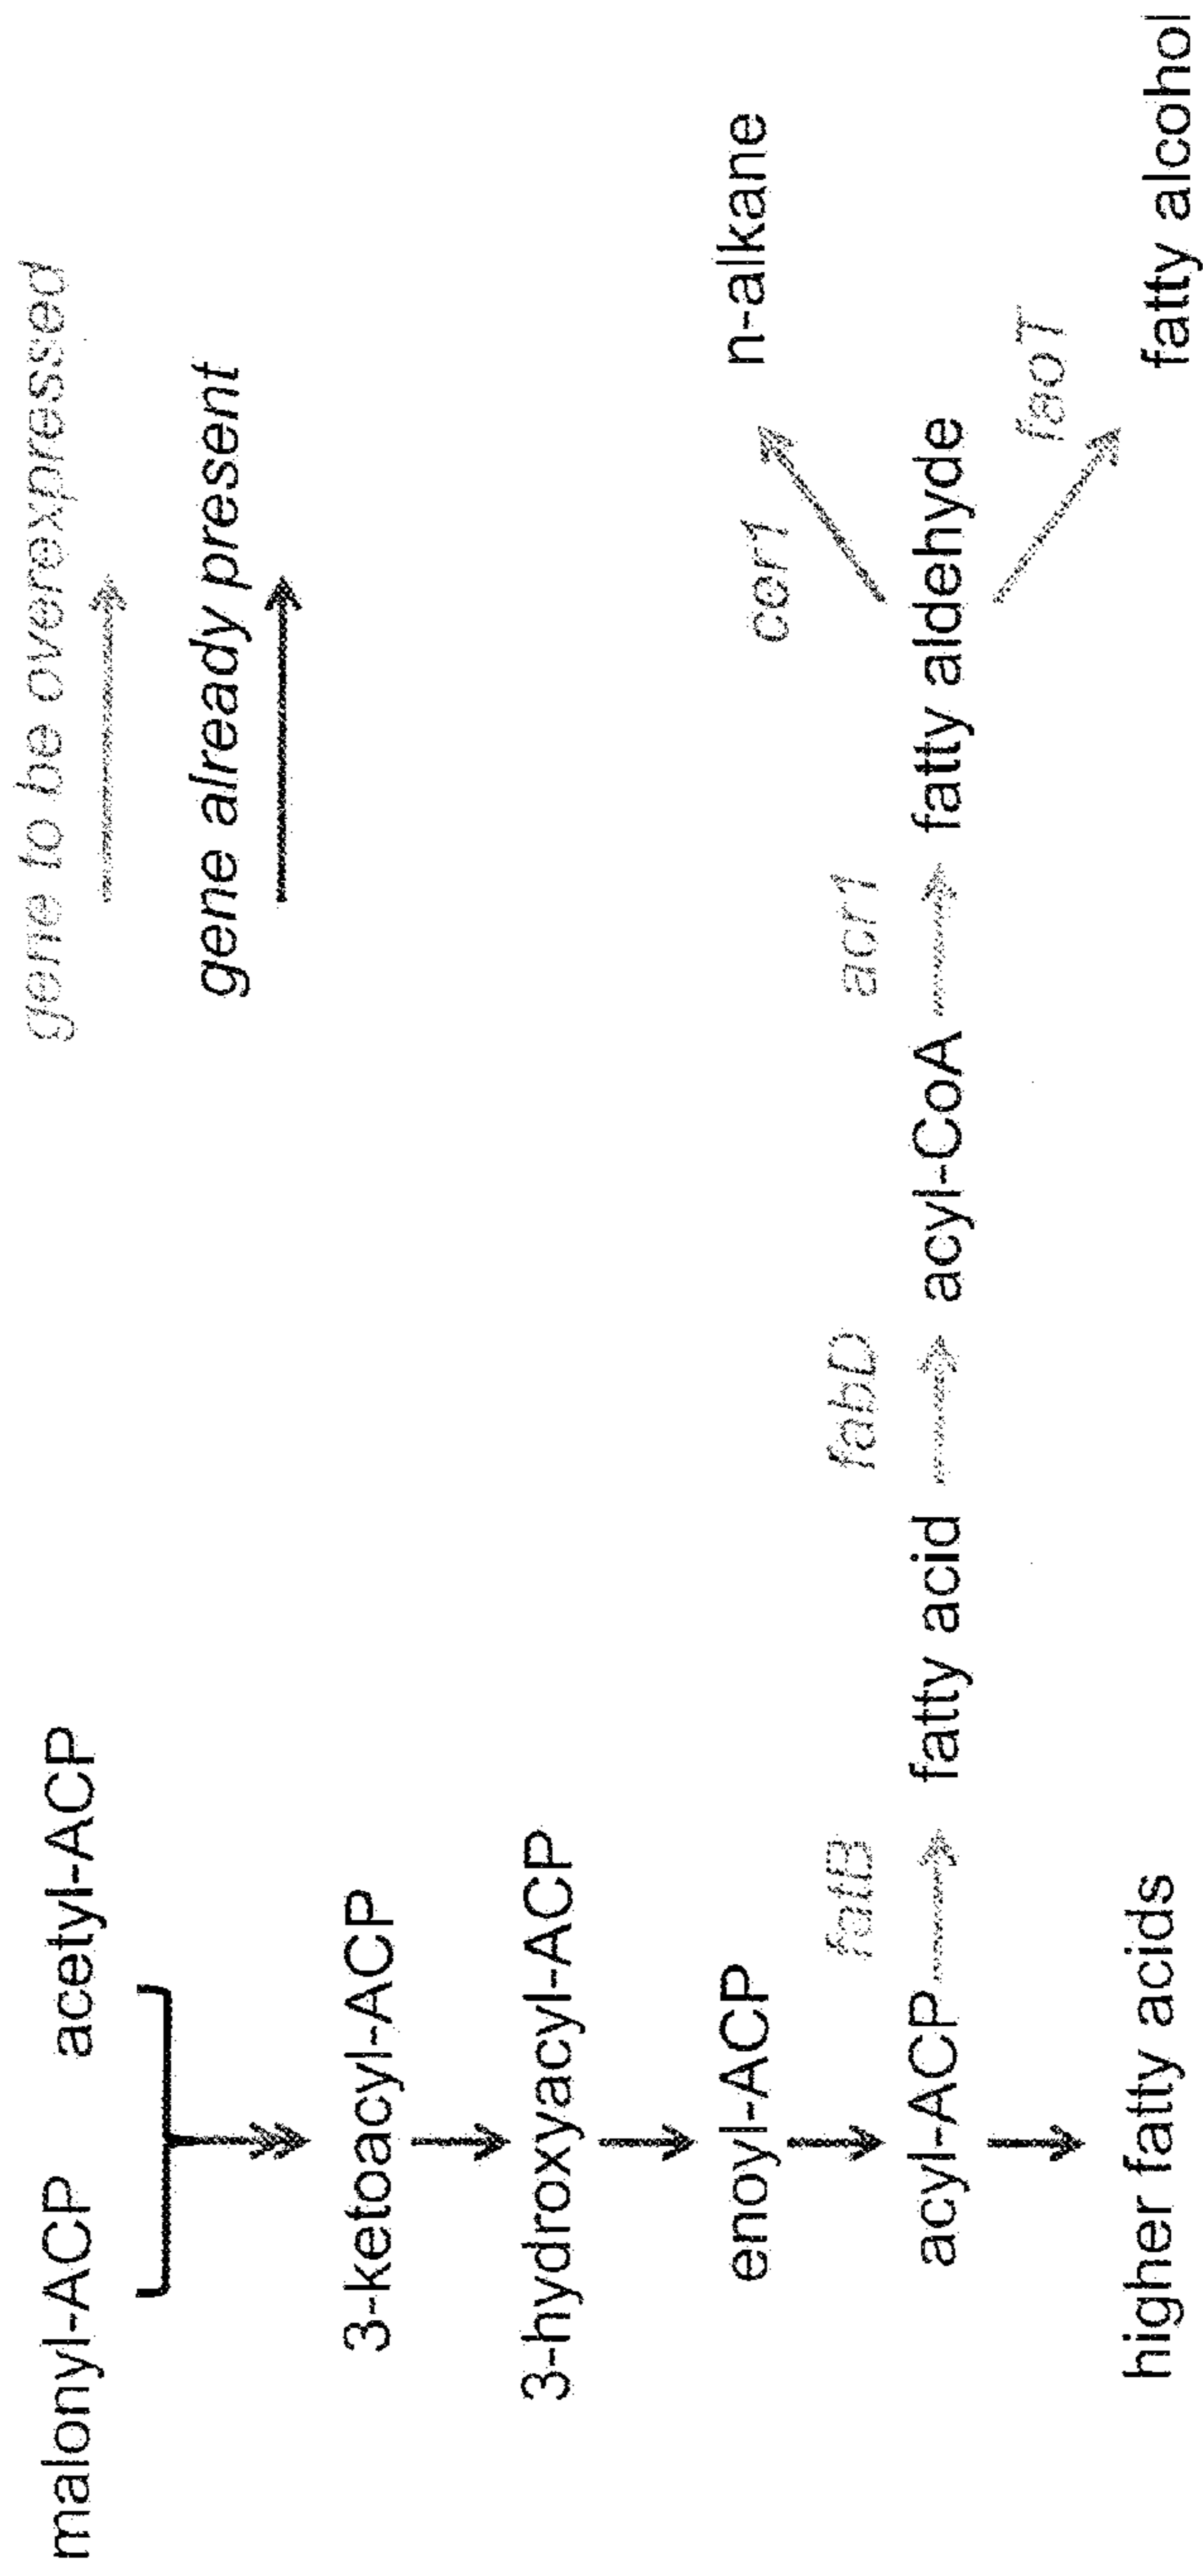 malonyl-ACP acetyl-ACP
gene to be overexpressed
gene already present
3-ketoacyl-ACP
3-hydroxyacyl-ACP
enoyl-ACP
cer1
n-alkane
fatB
fabD
acr1
acyl-ACP
fatty acid
acyl-CoA
fatty aldehyde
faoT
higher fatty acids
fatty alcohol